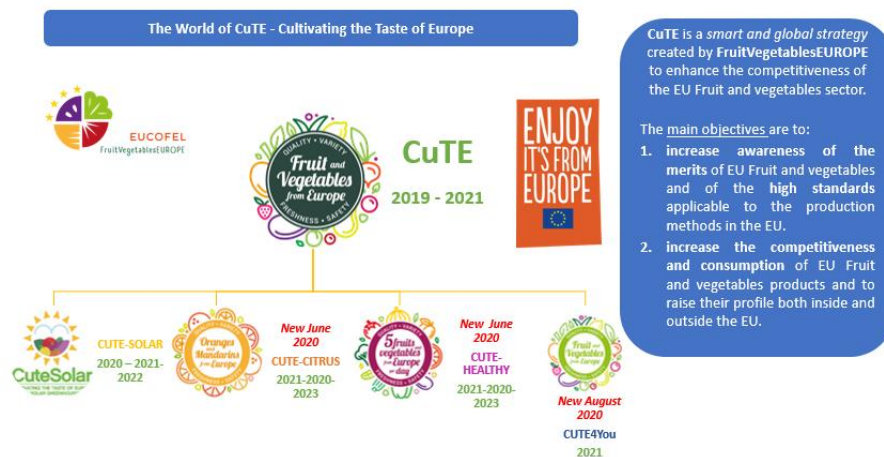 The World of CuTE - Cultivating the Taste of Europe
EUCOFEL
FruitVegetablesEUROPE
QUALITY · VARIETY
Fruit and
Vegetables
from Europe
FRESHNESS · SAFETY
CuTE
2019 - 2021
ENJOY
IT'S FROM
EUROPE
CuTE is a smart and global strategy
created by FruitVegetablesEUROPE
to enhance the competitiveness of
the EU Fruit and vegetables sector.
The main objectives are to:
1. increase awareness of the
merits of EU Fruit and vegetables
and of the high standards
applicable to the production
methods in the EU.
2. increase the competitiveness
and consumption of EU Fruit
and vegetables products and to
raise their profile both inside and
outside the EU.
CuteSolar
CUTE-SOLAR
2020 – 2021-
2022
Oranges
and
Mandarins
from Europe
New June
2020
CUTE-CITRUS
2021-2020-
2023
QUALITY · VARIETY
5 fruits
vegetables
from Europe
day
FRESHNESS · SAFETY
New June
2020
CUTE-
HEALTHY
2021-2020-
2023
Fruit and
Vegetables
from Europe
New August
2020
CUTE4You
2021